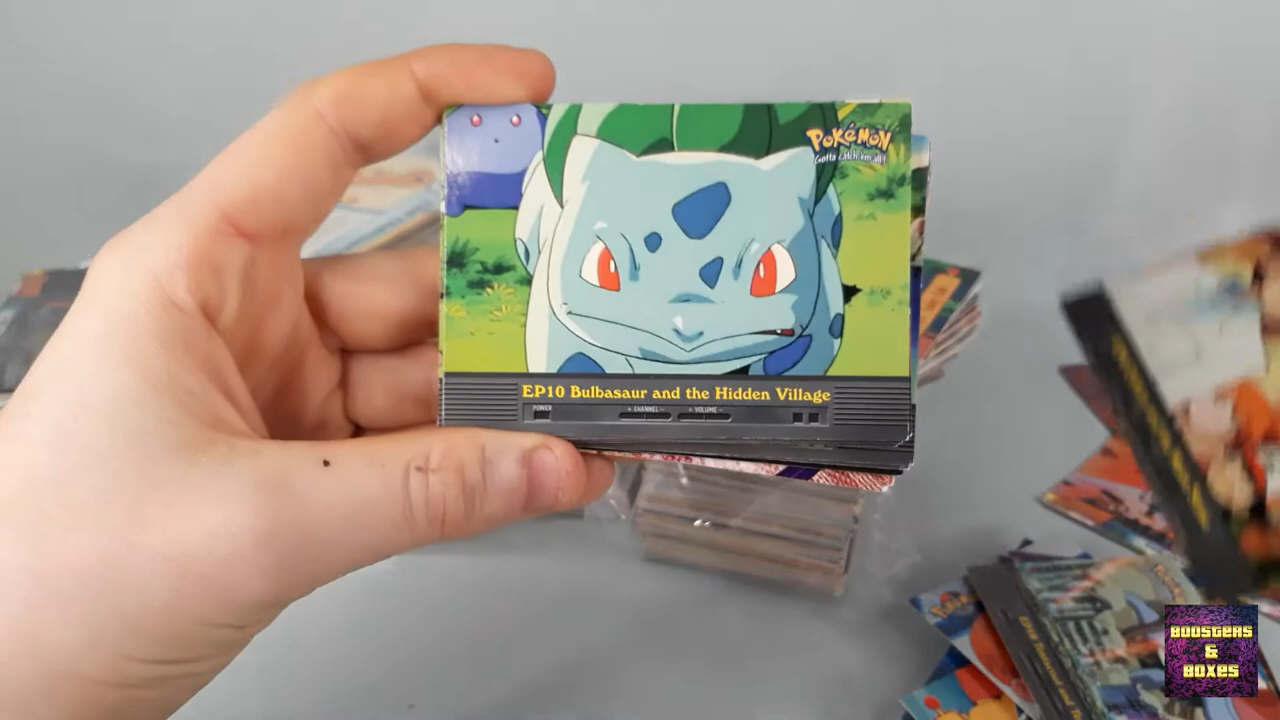 POKéMON
Gotta catch 'em all!
EP10 Bulbasaur and the Hidden Village
POWER
- CHANNEL -
- VOLUME -
BOOSTERS
&
BOXES